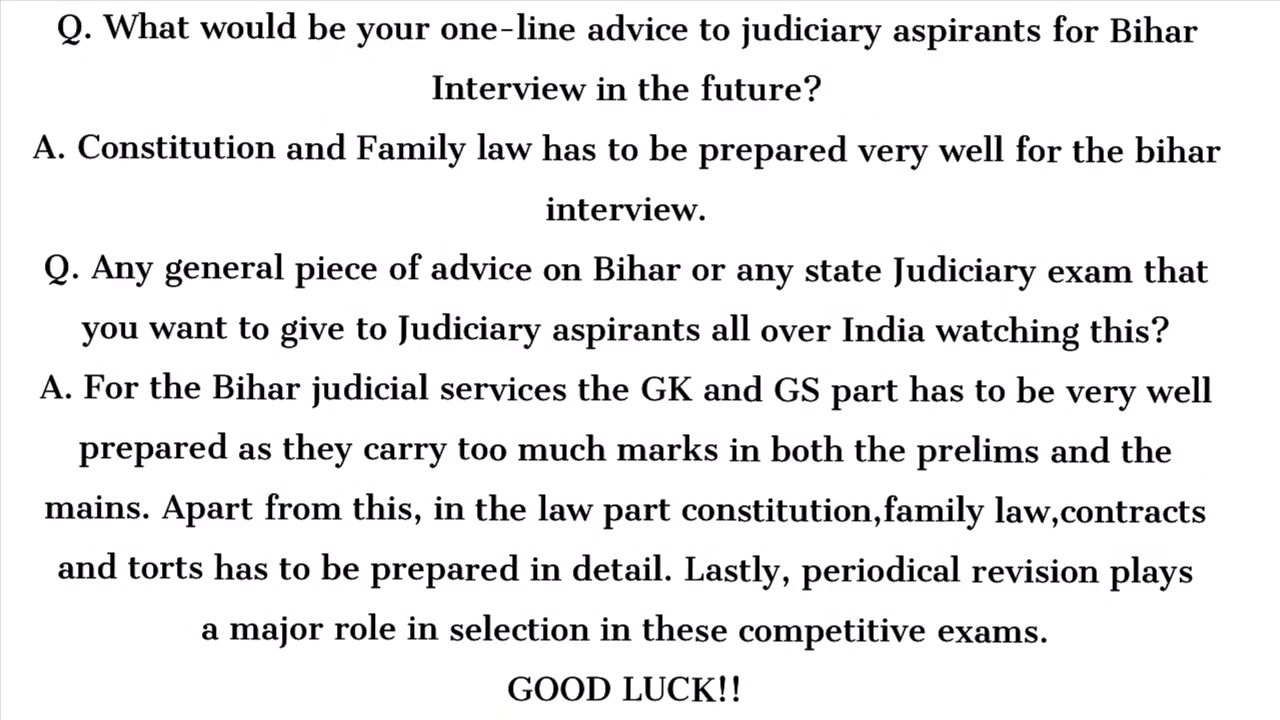 Q. What would be your one-line advice to judiciary aspirants for Bihar
Interview in the future?
A. Constitution and Family law has to be prepared very well for the bihar
interview.
Q. Any general piece of advice on Bihar or any state Judiciary exam that
you want to give to Judiciary aspirants all over India watching this?
A. For the Bihar judicial services the GK and GS part has to be very well
prepared as they carry too much marks in both the prelims and the
mains. Apart from this, in the law part constitution,family law,contracts
and torts has to be prepared in detail. Lastly, periodical revision plays
a major role in selection in these competitive exams.
GOOD LUCK!!